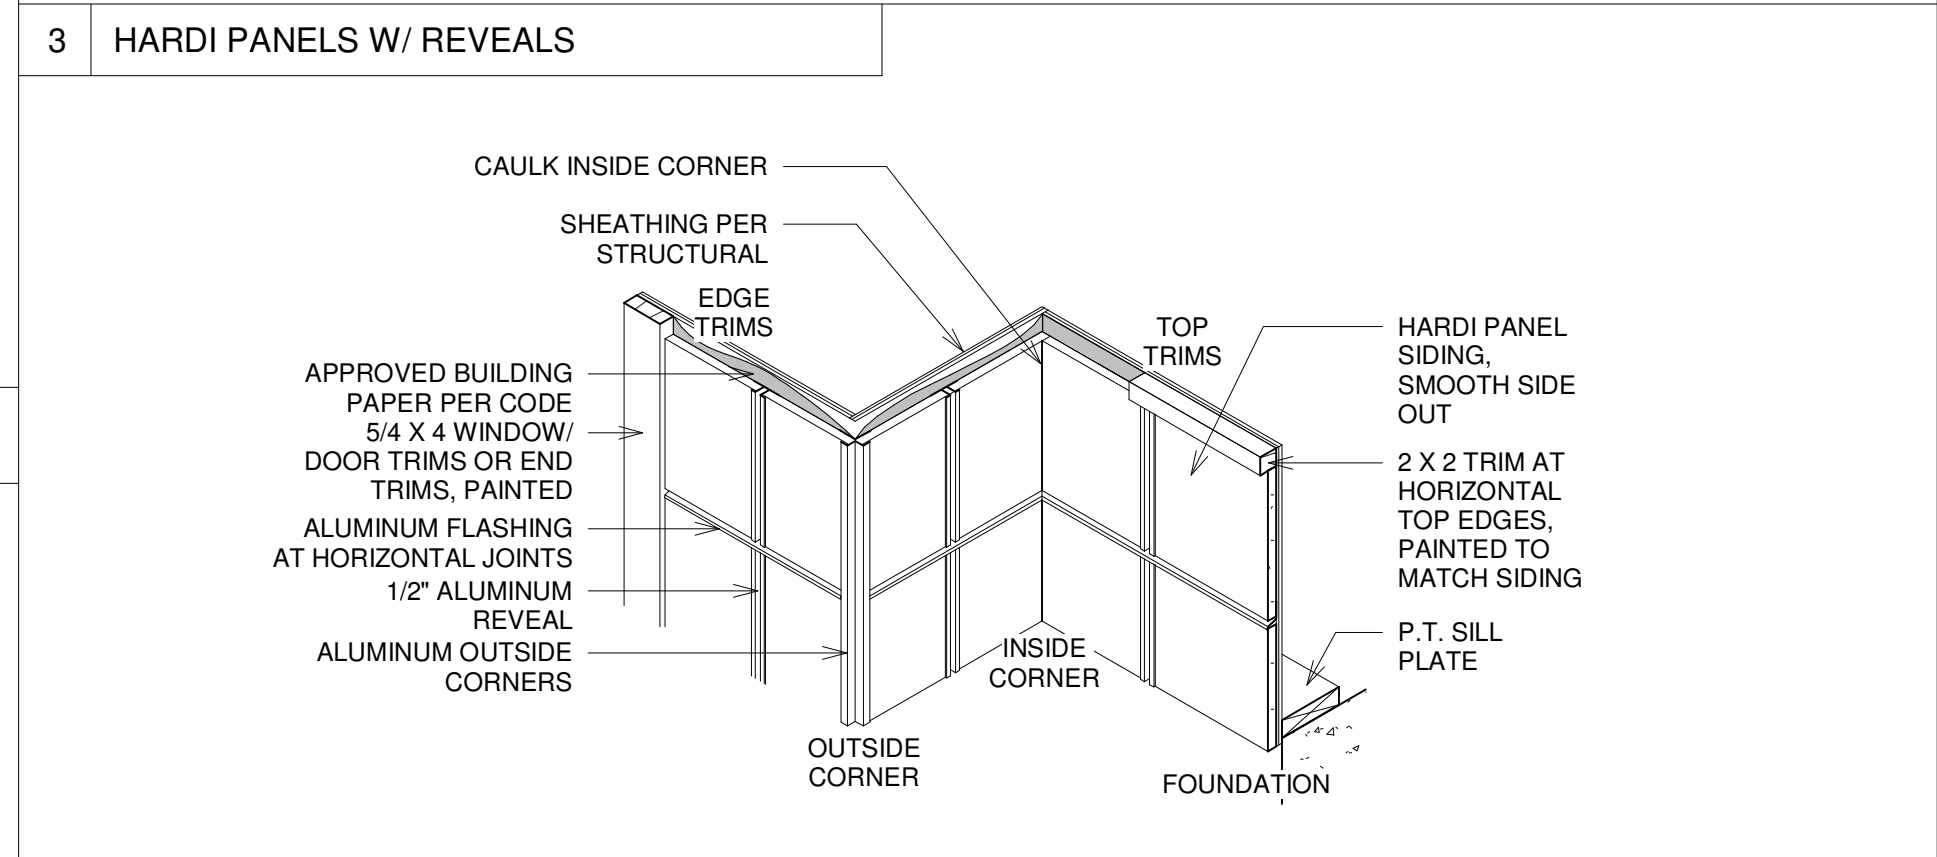 3 HARDI PANELS W/ REVEALS
CAULK INSIDE CORNER
SHEATHING PER
STRUCTURAL
EDGE
TRIMS
TOP
TRIMS
APPROVED BUILDING
PAPER PER CODE
5/4 X 4 WINDOW/
DOOR TRIMS OR END
TRIMS, PAINTED
ALUMINUM FLASHING
AT HORIZONTAL JOINTS
1/2" ALUMINUM
REVEAL
ALUMINUM OUTSIDE
CORNERS
HARDI PANEL
SIDING,
SMOOTH SIDE
OUT
2 X 2 TRIM AT
HORIZONTAL
TOP EDGES,
PAINTED TO
MATCH SIDING
P.T. SILL
PLATE
INSIDE
CORNER
OUTSIDE
CORNER
FOUNDATION